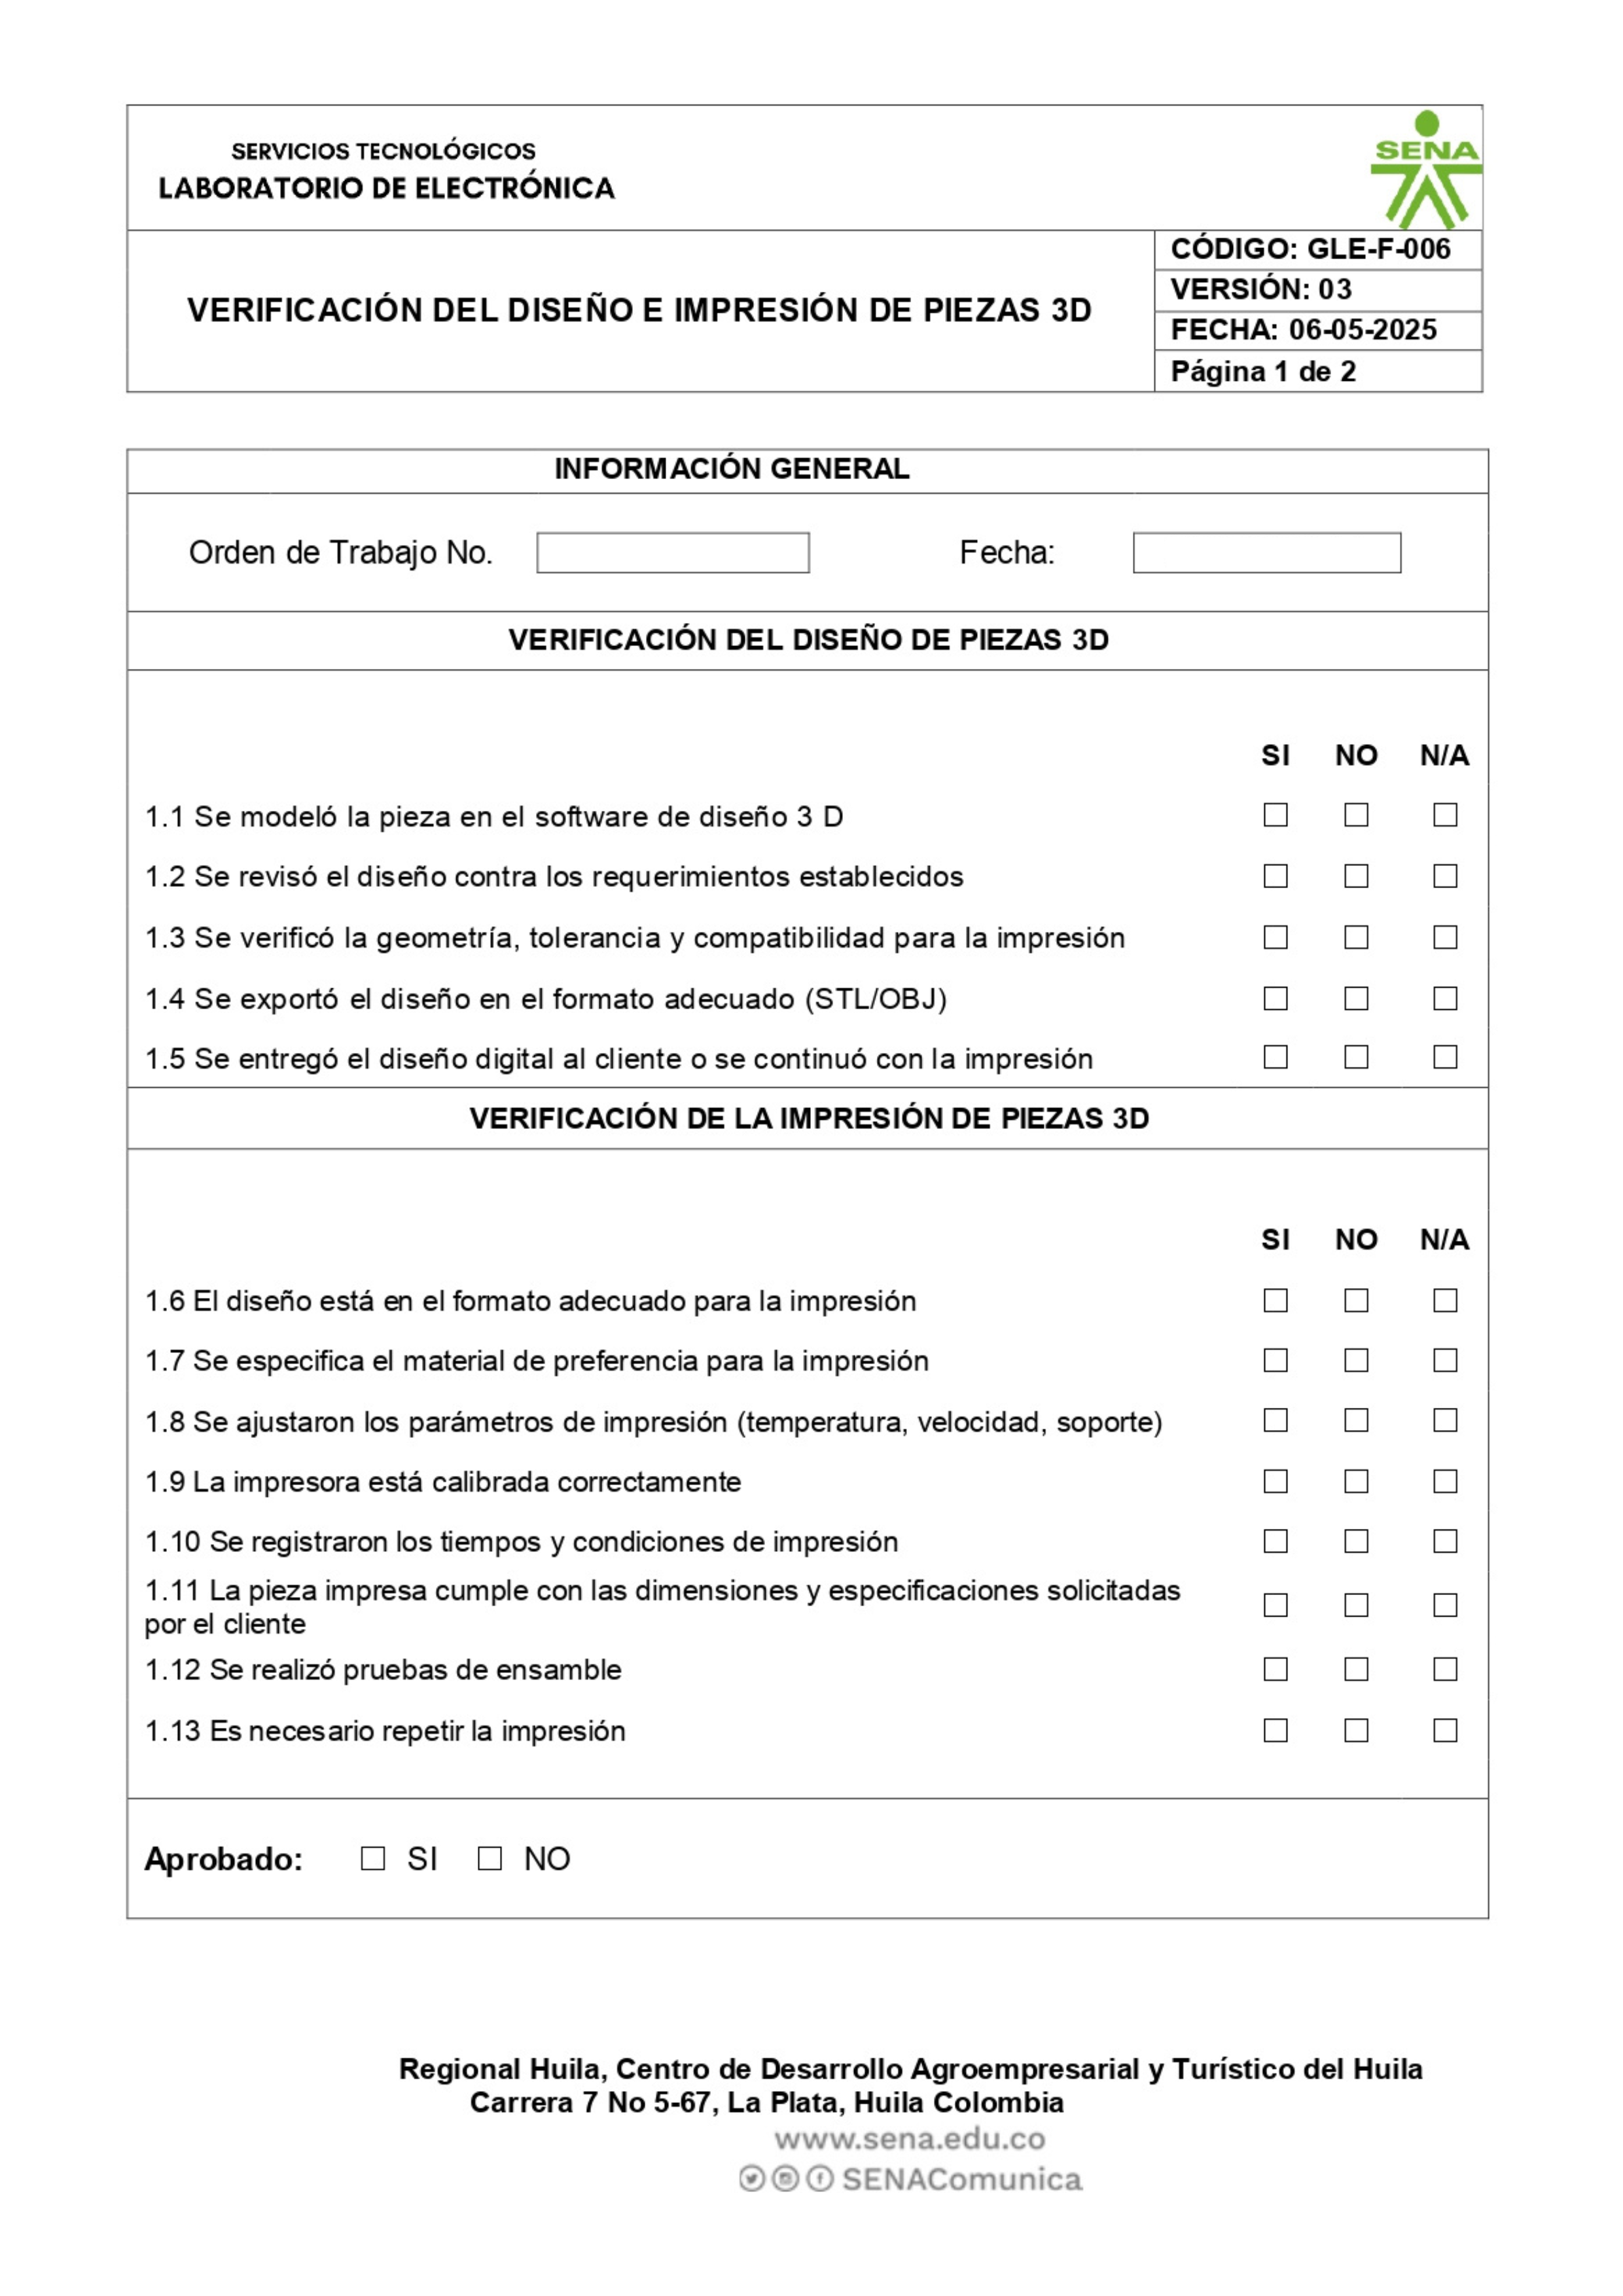 SERVICIOS TECNOLÓGICOS
LABORATORIO DE ELECTRÓNICA
SENA
VERIFICACIÓN DEL DISEÑO E IMPRESIÓN DE PIEZAS 3D
CÓDIGO: GLE-F-006
VERSIÓN: 03
FECHA: 06-05-2025
Página 1 de 2
INFORMACIÓN GENERAL
Orden de Trabajo No. Fecha:
VERIFICACIÓN DEL DISEÑO DE PIEZAS 3D
SI NO N/A
1.1 Se modeló la pieza en el software de diseño 3 D ☐ ☐ ☐
1.2 Se revisó el diseño contra los requerimientos establecidos ☐ ☐ ☐
1.3 Se verificó la geometría, tolerancia y compatibilidad para la impresión ☐ ☐ ☐
1.4 Se exportó el diseño en el formato adecuado (STL/OBJ) ☐ ☐ ☐
1.5 Se entregó el diseño digital al cliente o se continuó con la impresión ☐ ☐ ☐
VERIFICACIÓN DE LA IMPRESIÓN DE PIEZAS 3D
SI NO N/A
1.6 El diseño está en el formato adecuado para la impresión ☐ ☐ ☐
1.7 Se especifica el material de preferencia para la impresión ☐ ☐ ☐
1.8 Se ajustaron los parámetros de impresión (temperatura, velocidad, soporte) ☐ ☐ ☐
1.9 La impresora está calibrada correctamente ☐ ☐ ☐
1.10 Se registraron los tiempos y condiciones de impresión ☐ ☐ ☐
1.11 La pieza impresa cumple con las dimensiones y especificaciones solicitadas
por el cliente ☐ ☐ ☐
1.12 Se realizó pruebas de ensamble ☐ ☐ ☐
1.13 Es necesario repetir la impresión ☐ ☐ ☐
Aprobado: ☐ SI ☐ NO
Regional Huila, Centro de Desarrollo Agroempresarial y Turístico del Huila
Carrera 7 No 5-67, La Plata, Huila Colombia
www.sena.edu.co
SENAComunica